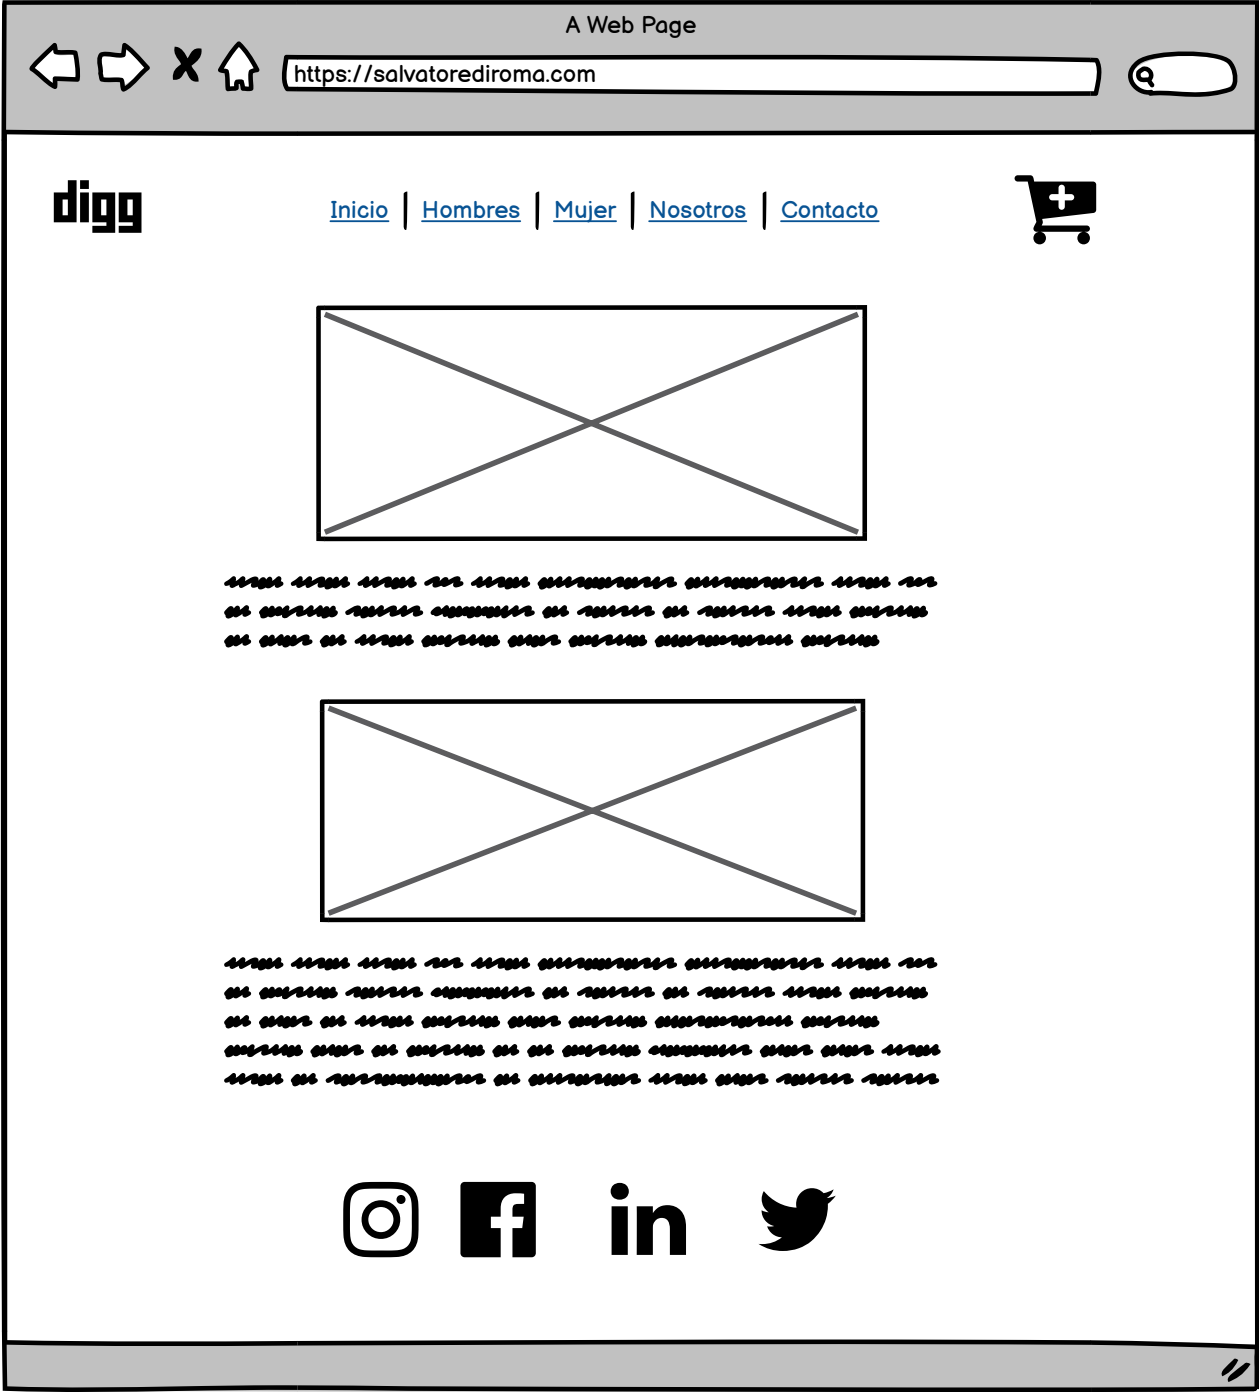 A Web Page
https://salvatorediroma.com
digg
Inicio | Hombres | Mujer | Nosotros | Contacto
in